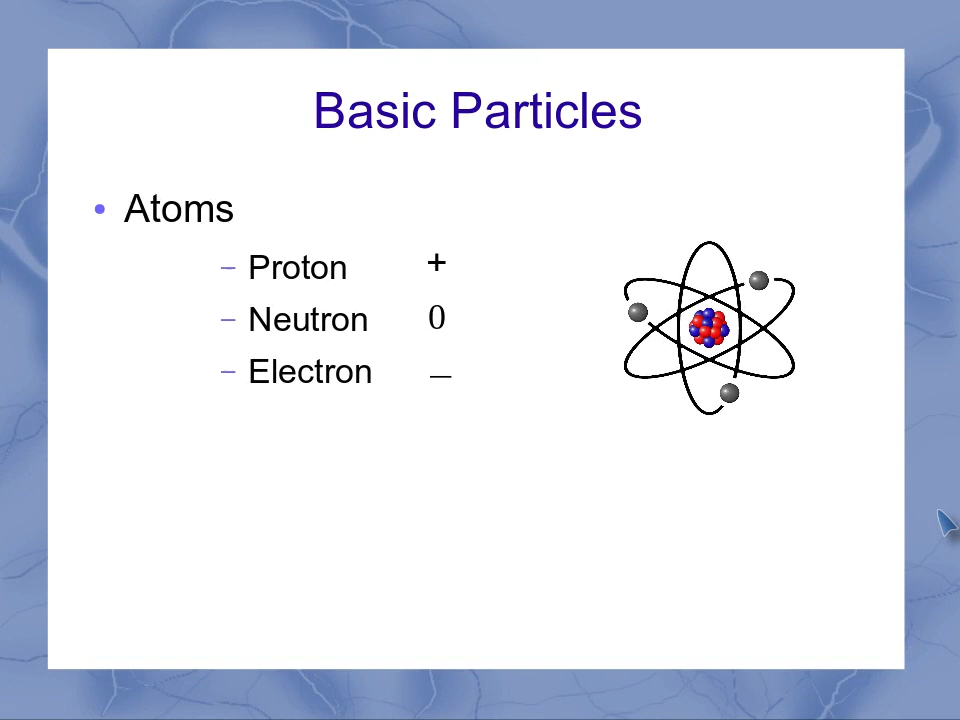 Basic Particles
• Atoms
– Proton +
– Neutron 0
– Electron –